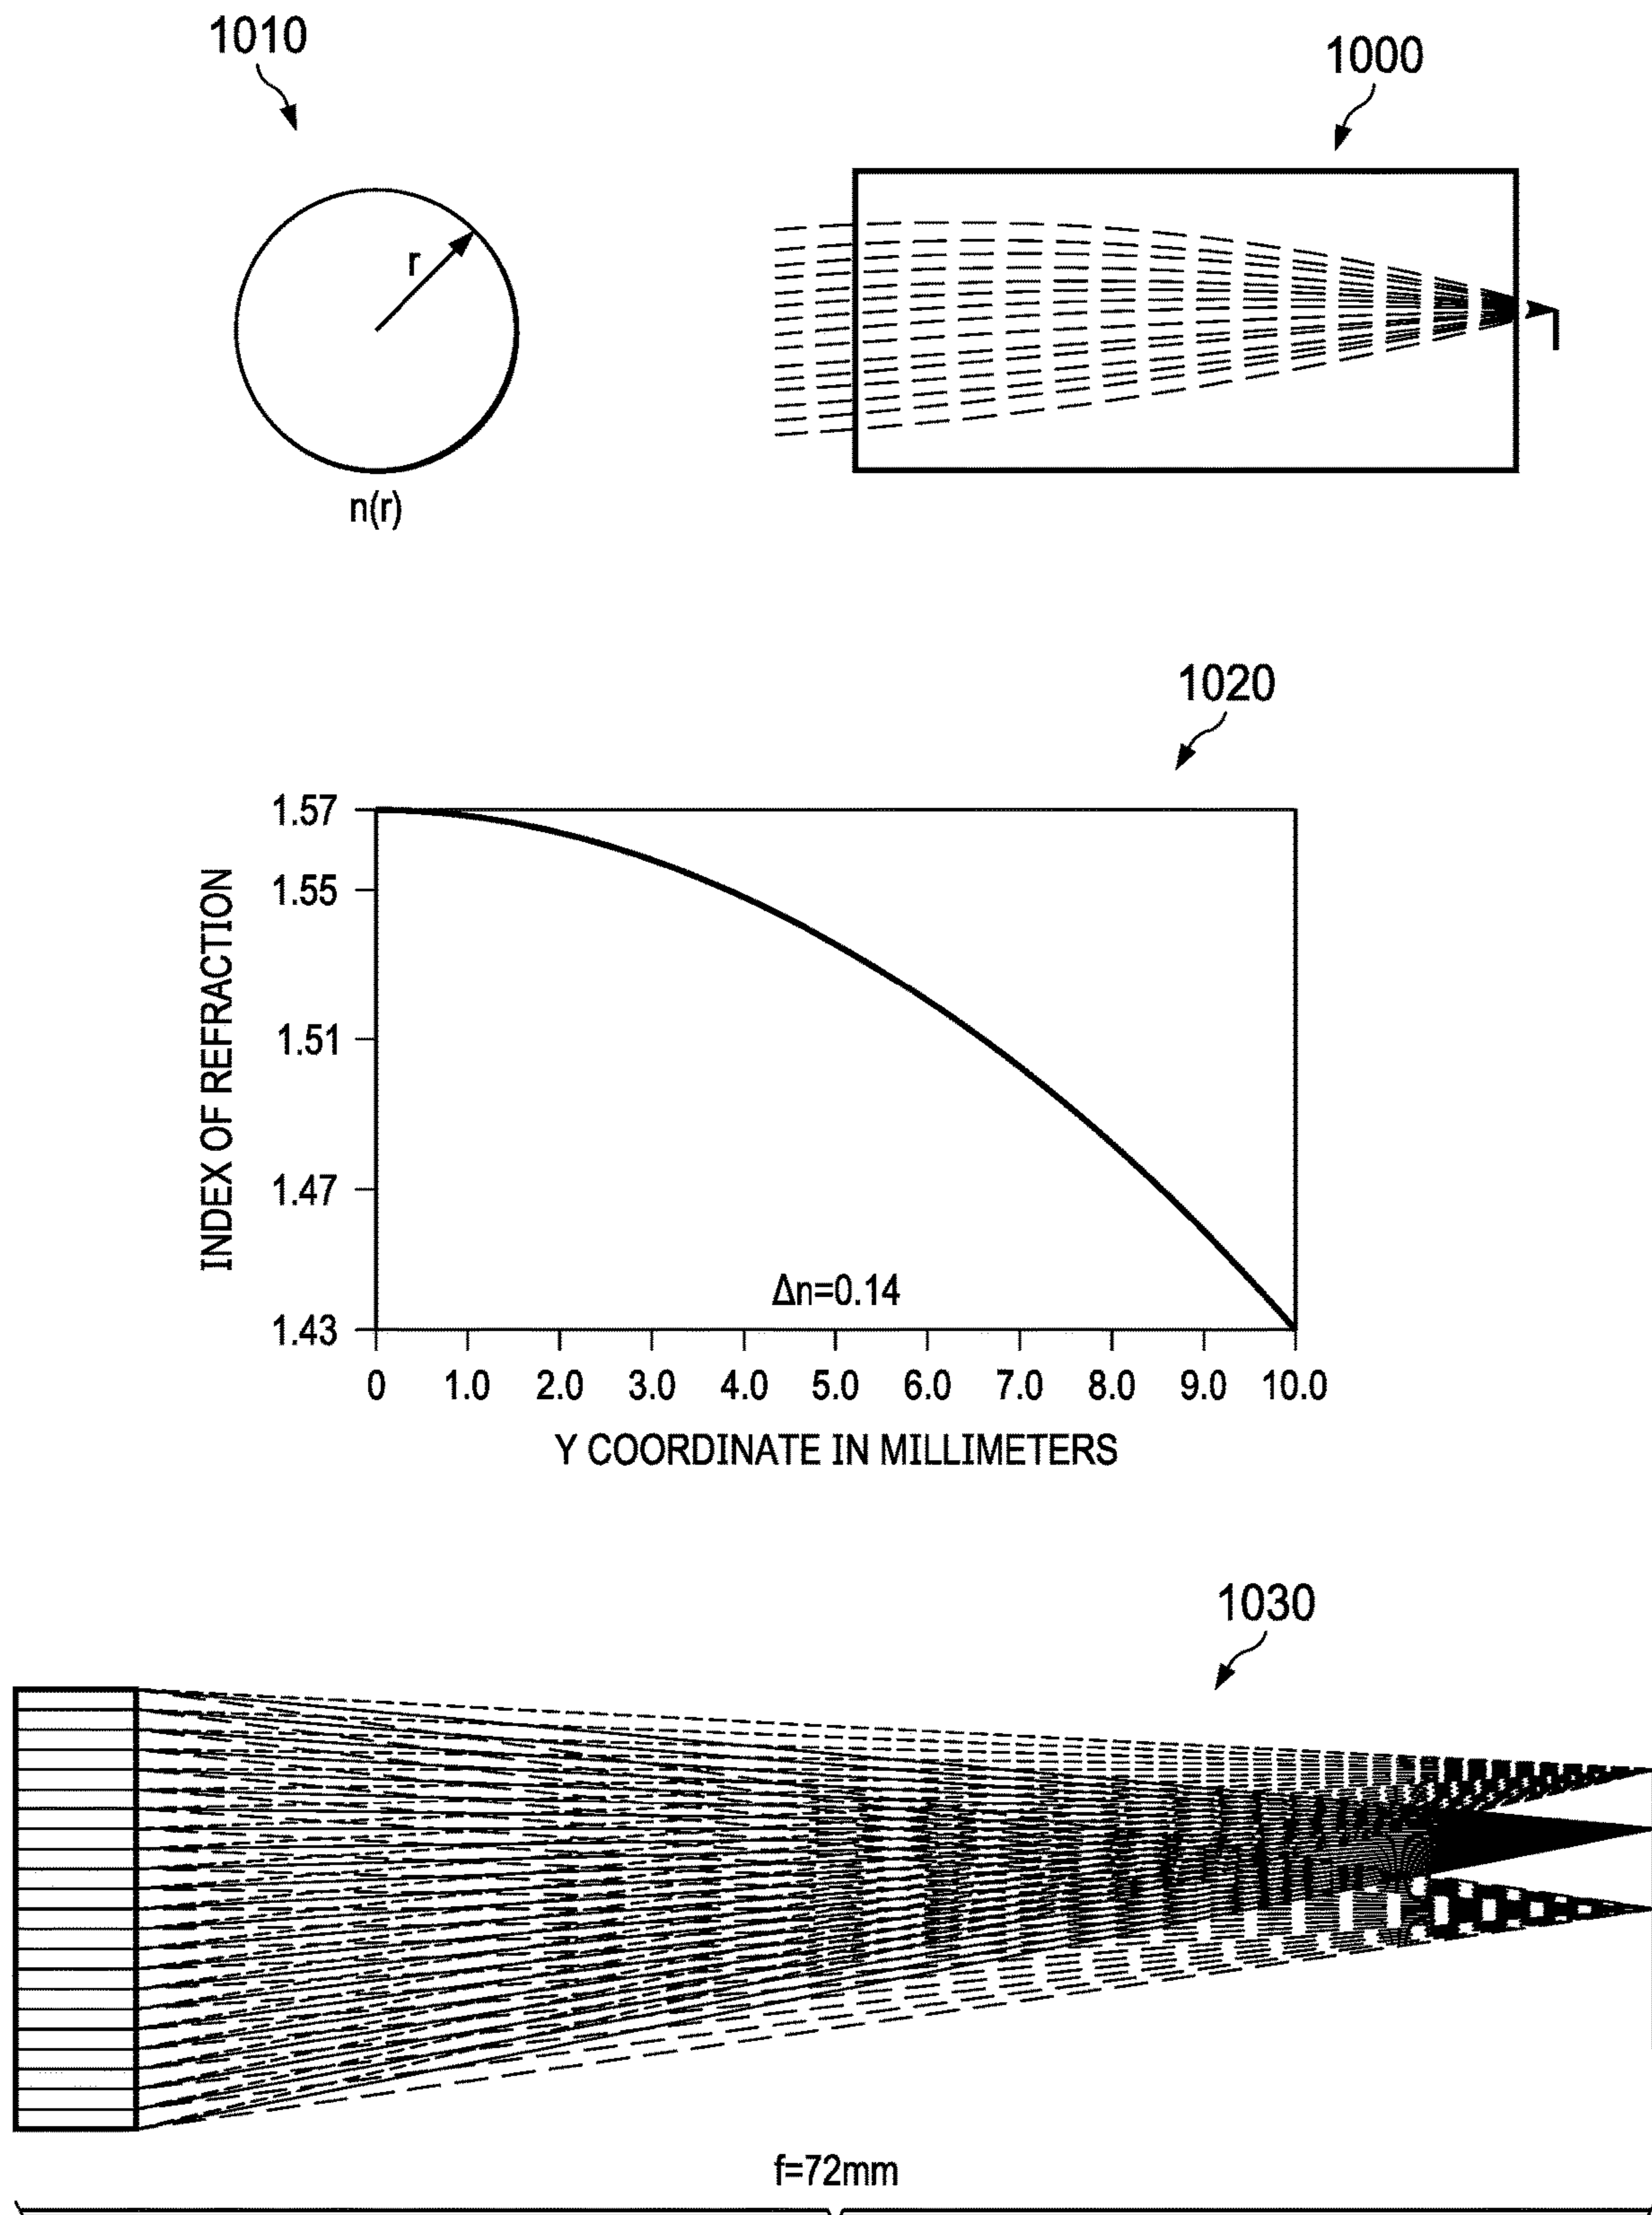 1010
1000
r
n(r)
1020
1.57
1.55
1.51
1.47
1.43
INDEX OF REFRACTION
Δn=0.14
0 1.0 2.0 3.0 4.0 5.0 6.0 7.0 8.0 9.0 10.0
Y COORDINATE IN MILLIMETERS
1030
f=72mm